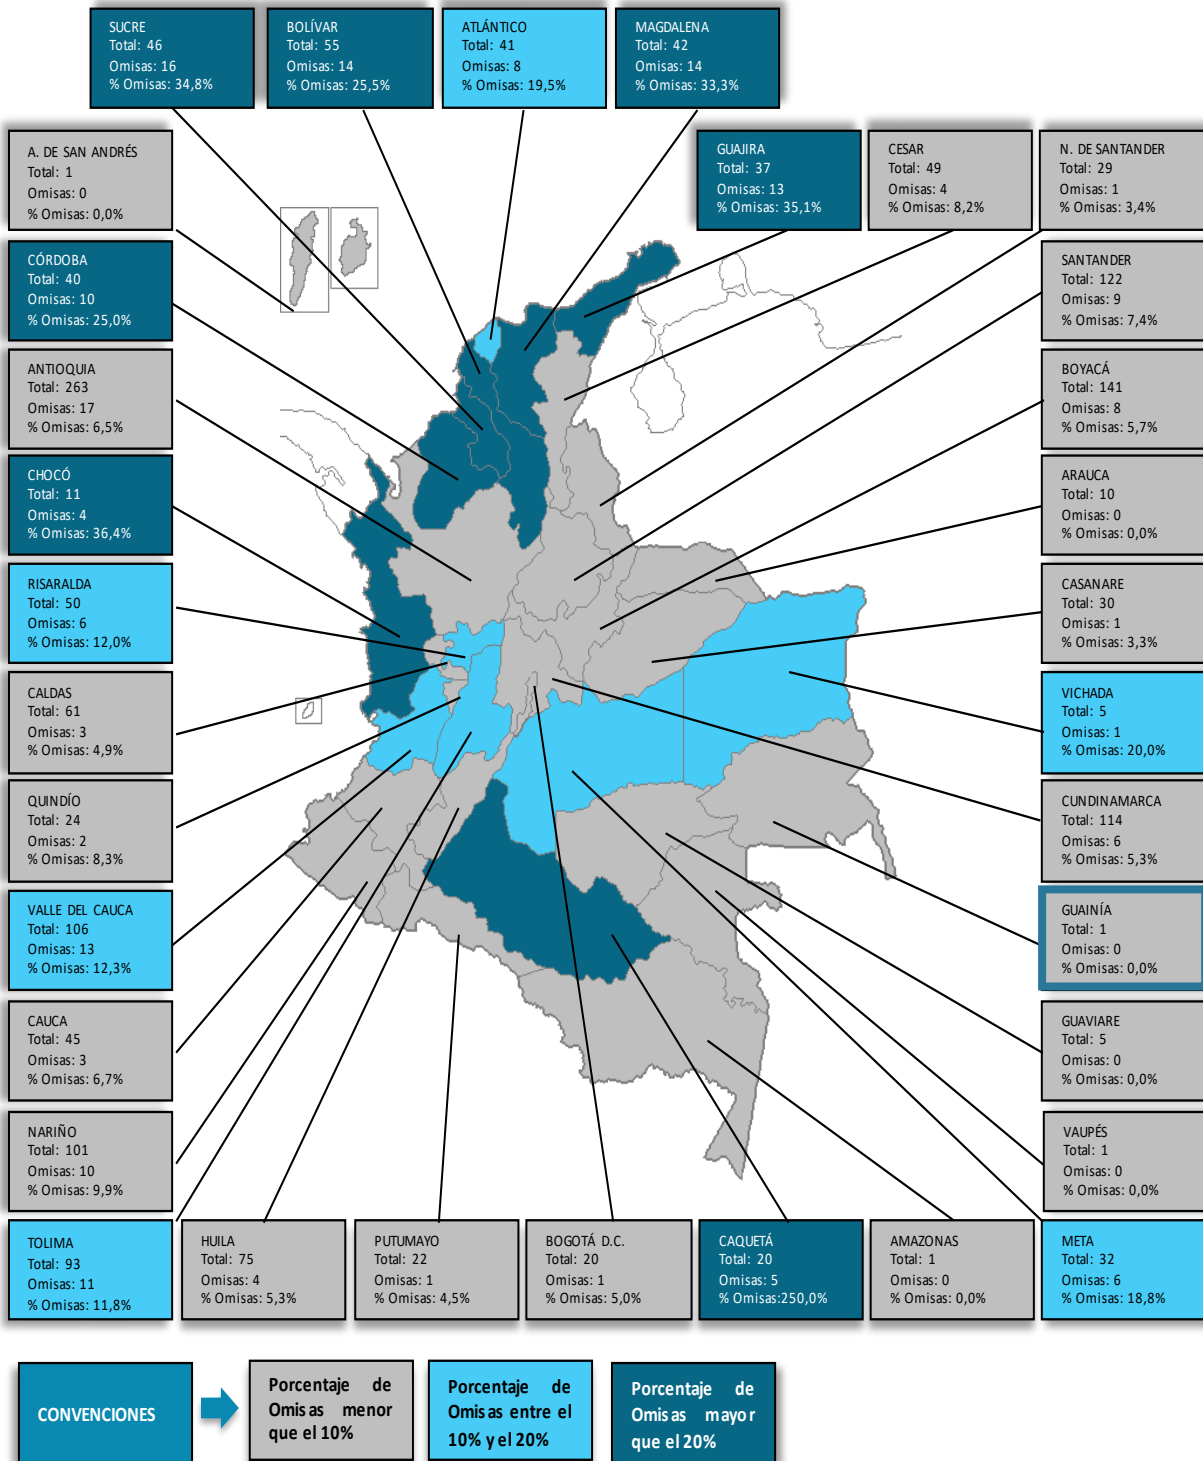 SUCRE
Total: 46
Omisas: 16
% Omisas: 34,8%
BOLÍVAR
Total: 55
Omisas: 14
% Omisas: 25,5%
ATLÁNTICO
Total: 41
Omisas: 8
% Omisas: 19,5%
MAGDALENA
Total: 42
Omisas: 14
% Omisas: 33,3%
A. DE SAN ANDRÉS
Total: 1
Omisas: 0
% Omisas: 0,0%
GUAJIRA
Total: 37
Omisas: 13
% Omisas: 35,1%
CESAR
Total: 49
Omisas: 4
% Omisas: 8,2%
N. DE SANTANDER
Total: 29
Omisas: 1
% Omisas: 3,4%
CÓRDOBA
Total: 40
Omisas: 10
% Omisas: 25,0%
SANTANDER
Total: 122
Omisas: 9
% Omisas: 7,4%
ANTIOQUIA
Total: 263
Omisas: 17
% Omisas: 6,5%
BOYACÁ
Total: 141
Omisas: 8
% Omisas: 5,7%
CHOCÓ
Total: 11
Omisas: 4
% Omisas: 36,4%
ARAUCA
Total: 10
Omisas: 0
% Omisas: 0,0%
RISARALDA
Total: 50
Omisas: 6
% Omisas: 12,0%
CASANARE
Total: 30
Omisas: 1
% Omisas: 3,3%
CALDAS
Total: 61
Omisas: 3
% Omisas: 4,9%
VICHADA
Total: 5
Omisas: 1
% Omisas: 20,0%
QUINDÍO
Total: 24
Omisas: 2
% Omisas: 8,3%
CUNDINAMARCA
Total: 114
Omisas: 6
% Omisas: 5,3%
VALLE DEL CAUCA
Total: 106
Omisas: 13
% Omisas: 12,3%
GUAINÍA
Total: 1
Omisas: 0
% Omisas: 0,0%
CAUCA
Total: 45
Omisas: 3
% Omisas: 6,7%
GUAVIARE
Total: 5
Omisas: 0
% Omisas: 0,0%
NARIÑO
Total: 101
Omisas: 10
% Omisas: 9,9%
VAUPÉS
Total: 1
Omisas: 0
% Omisas: 0,0%
TOLIMA
Total: 93
Omisas: 11
% Omisas: 11,8%
HUILA
Total: 75
Omisas: 4
% Omisas: 5,3%
PUTUMAYO
Total: 22
Omisas: 1
% Omisas: 4,5%
BOGOTÁ D.C.
Total: 20
Omisas: 1
% Omisas: 5,0%
CAQUETÁ
Total: 20
Omisas: 5
% Omisas:250,0%
AMAZONAS
Total: 1
Omisas: 0
% Omisas: 0,0%
META
Total: 32
Omisas: 6
% Omisas: 18,8%
CONVENCIONES
Porcentaje de
Omisas menor
que el 10%
Porcentaje de
Omisas entre el
10% y el 20%
Porcentaje de
Omisas mayor
que el 20%